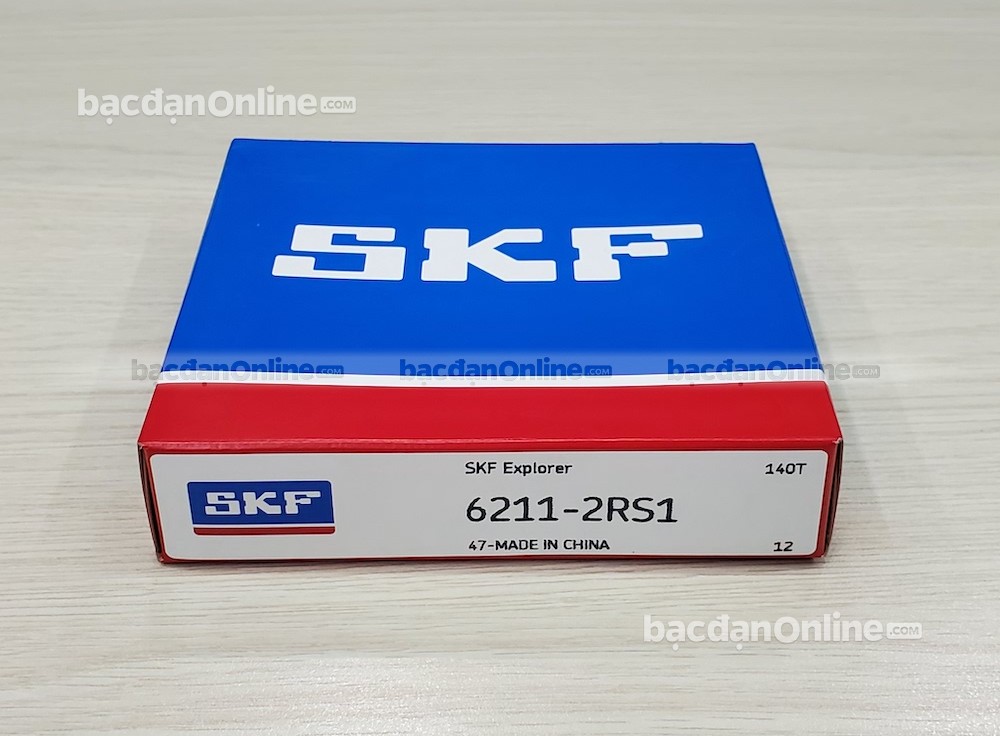 bạcđạnOnline.com
SKF
bạcđạnOnline.com bạcđạnOnline.com bạcđạnOnline.com
SKF Explorer 140T
SKF 6211-2RS1
47-MADE IN CHINA 12
bạcđạnOnline.com